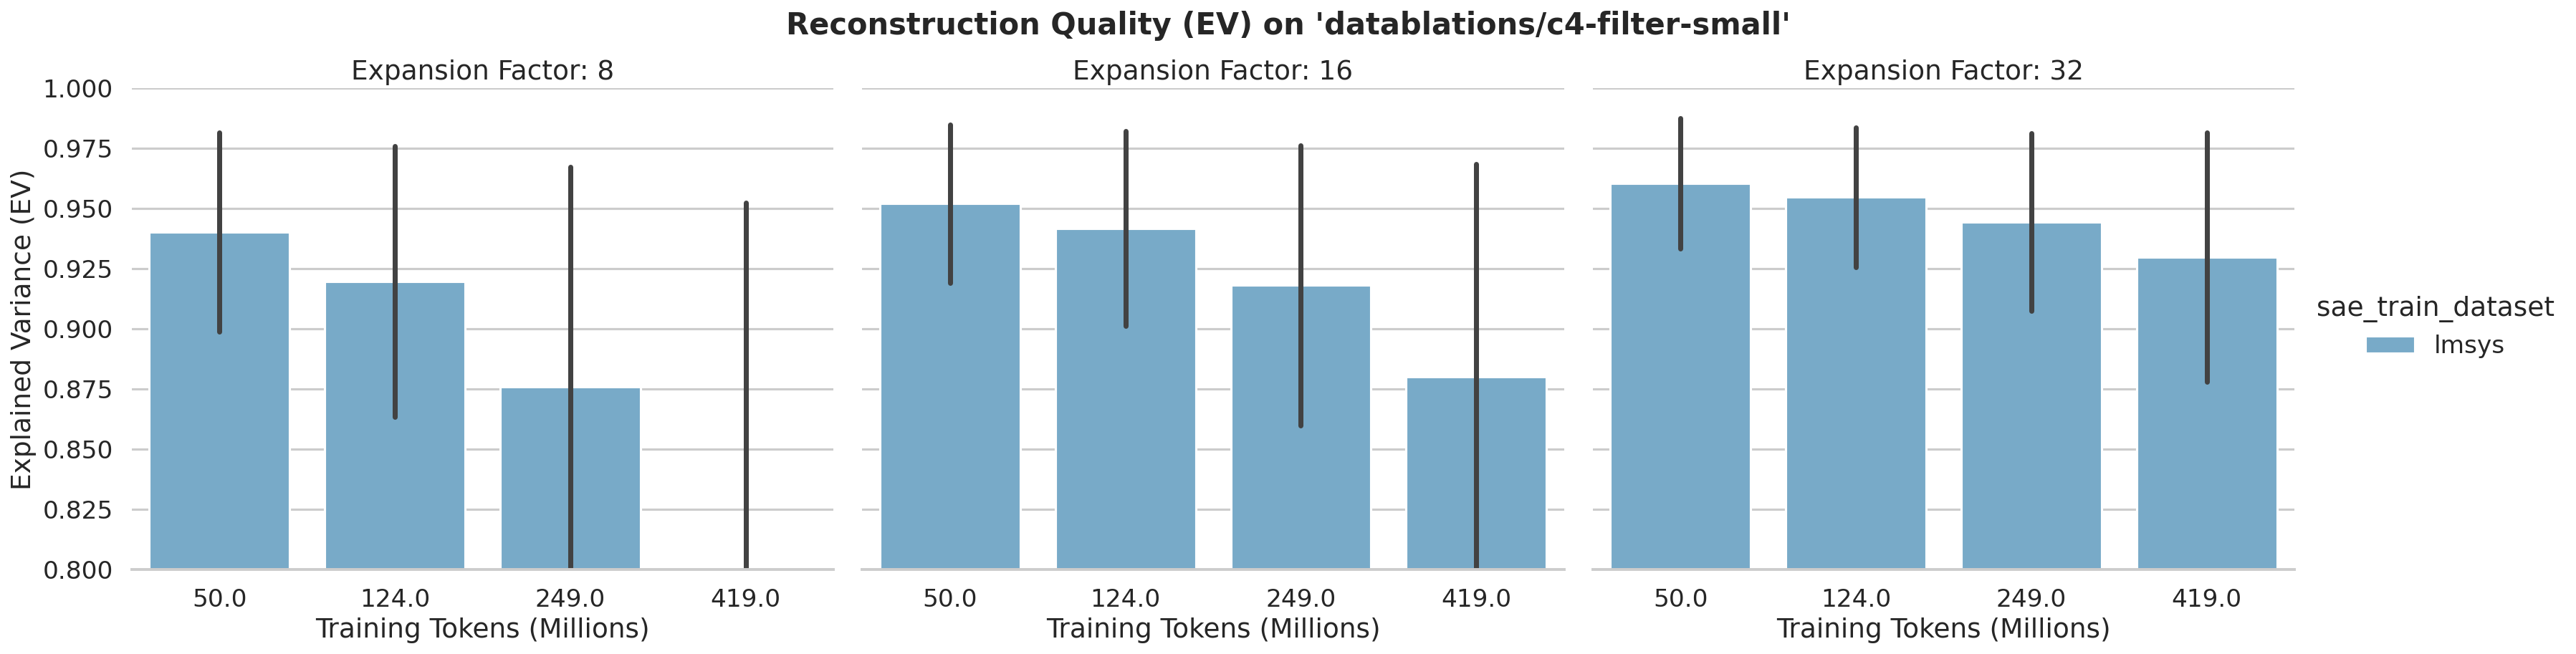 Reconstruction Quality (EV) on 'datablations/c4-filter-small'
Expansion Factor: 8
Expansion Factor: 16
Expansion Factor: 32
Explained Variance (EV)
1.000
0.975
0.950
0.925
0.900
0.875
0.850
0.825
0.800
50.0 124.0 249.0 419.0
Training Tokens (Millions)
50.0 124.0 249.0 419.0
Training Tokens (Millions)
50.0 124.0 249.0 419.0
Training Tokens (Millions)
sae_train_dataset
lmsys